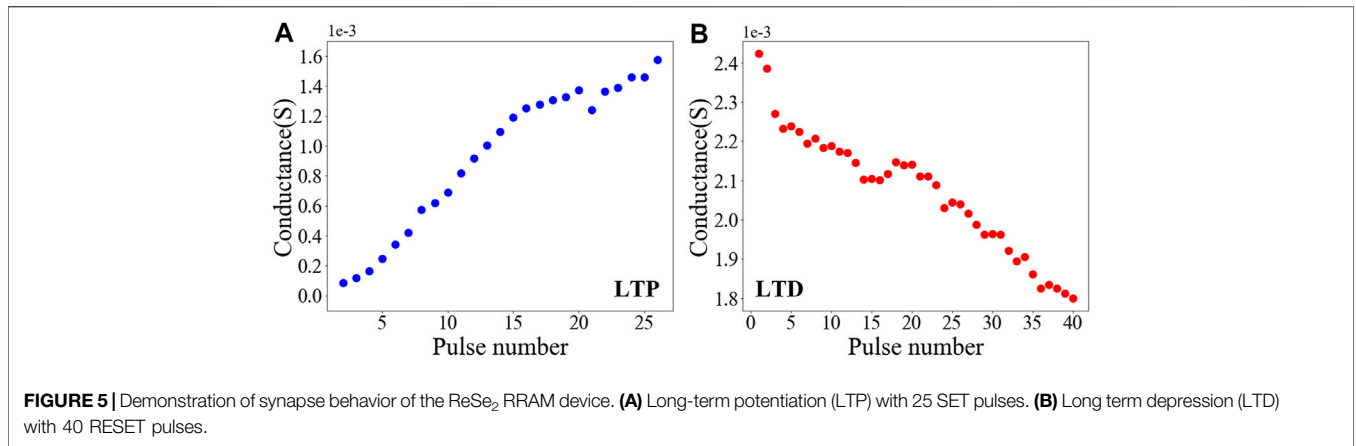 A
1e-3
1.6
1.4
1.2
1.0
0.8
0.6
0.4
0.2
0.0
Conductance(S)
LTP
5 10 15 20 25
Pulse number
B
1e-3
2.4
2.3
2.2
2.1
2.0
1.9
1.8
Conductance(S)
LTD
0 5 10 15 20 25 30 35 40
Pulse number
FIGURE 5 | Demonstration of synapse behavior of the ReSe₂ RRAM device. (A) Long-term potentiation (LTP) with 25 SET pulses. (B) Long term depression (LTD)
with 40 RESET pulses.